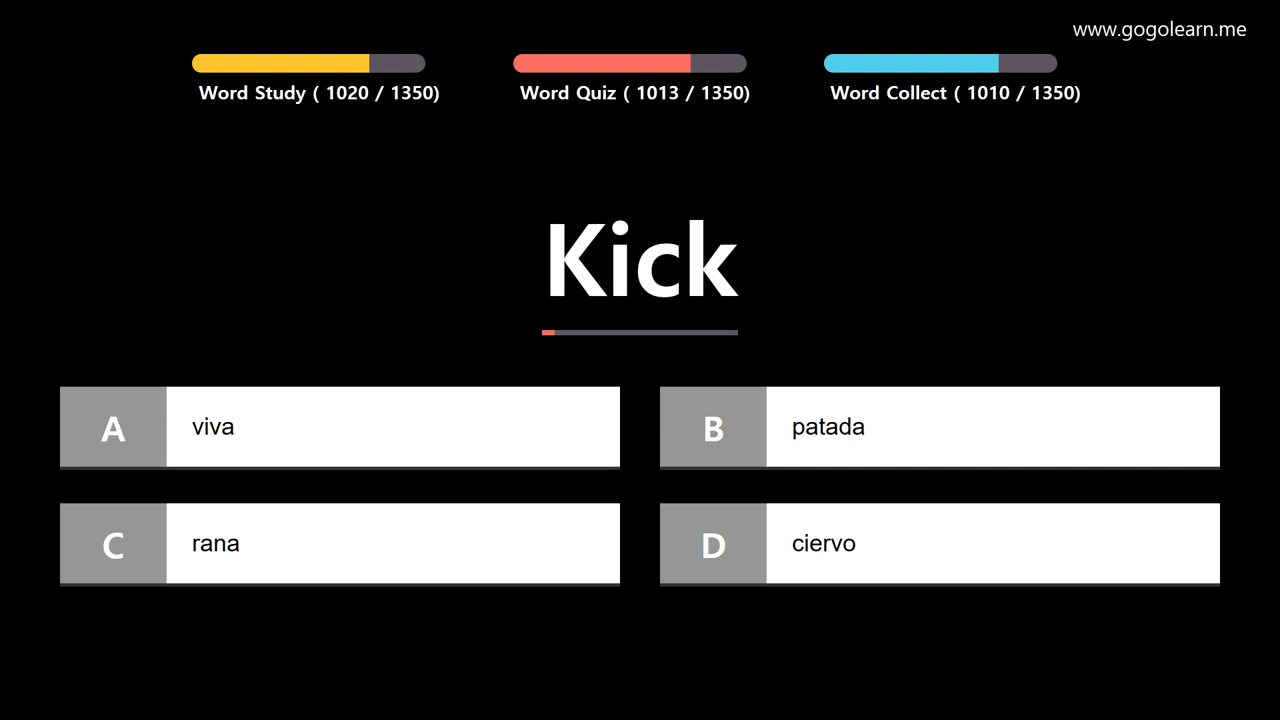 www.gogolearn.me
Word Study ( 1020 / 1350)
Word Quiz ( 1013 / 1350)
Word Collect ( 1010 / 1350)
Kick
A viva
B patada
C rana
D ciervo